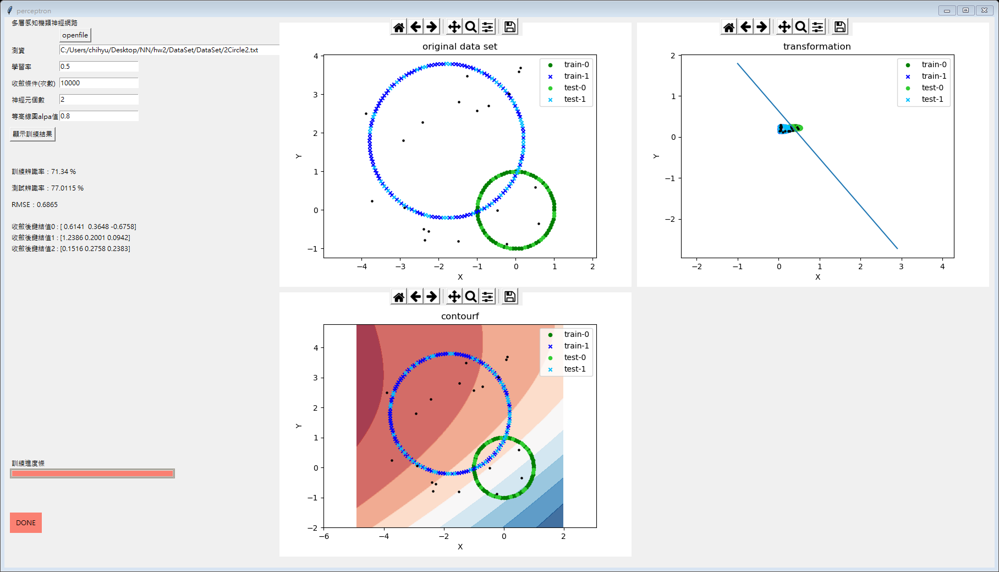 perceptron
多層感知機類神經網路
openfile
測資 C:/Users/chihyu/Desktop/NN/hw2/DataSet/DataSet/2Circle2.txt
學習率 0.5
收斂條件(次數) 10000
神經元個數 2
等高線圖alpa值 0.8
顯示訓練結果
訓練辨識率：71.34 %
測試辨識率：77.0115 %
RMSE：0.6865
收斂後鍵結值0 : [ 0.6141  0.3648 -0.6758]
收斂後鍵結值1 : [1.2386 0.2001 0.0942]
收斂後鍵結值2 : [0.1516 0.2758 0.2383]
訓練進度條
DONE
original data set
train-0
train-1
test-0
test-1
4
3
2
1
0
−1
Y
−4 −3 −2 −1 0 1 2
X
transformation
train-0
train-1
test-0
test-1
2
1
0
−1
−2
Y
−2 −1 0 1 2 3 4
X
contourf
train-0
train-1
test-0
test-1
4
3
2
1
0
−1
−2
Y
−6 −4 −2 0 2
X